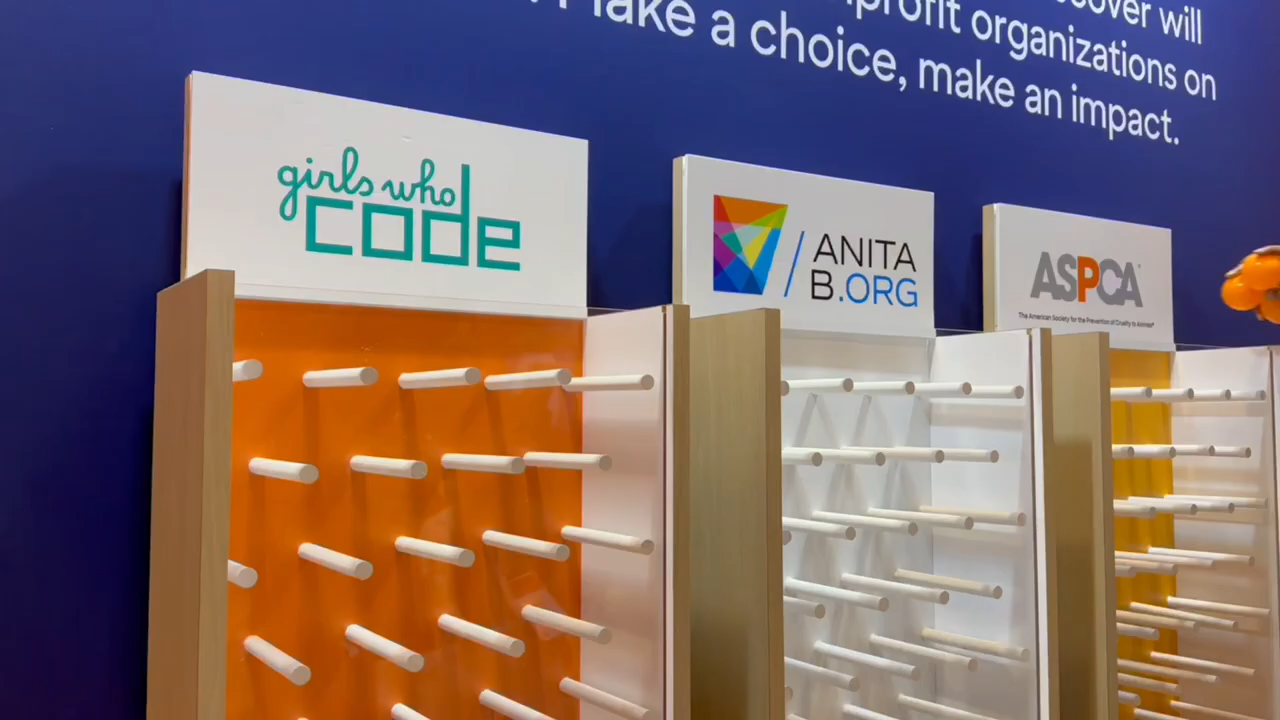 will
organizations on
Make a choice, make an impact.
girls who
code
ANITA
B.ORG
ASPCA
The American Society for the Prevention of Cruelty to Animals®